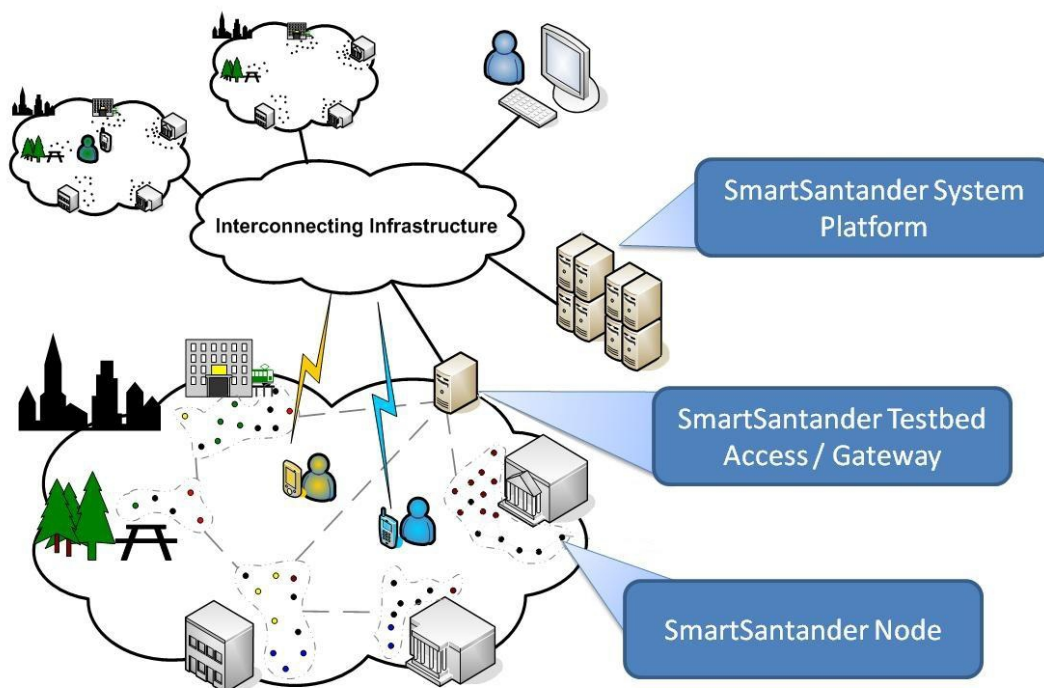 Interconnecting Infrastructure
SmartSantander System
Platform
SmartSantander Testbed
Access / Gateway
SmartSantander Node